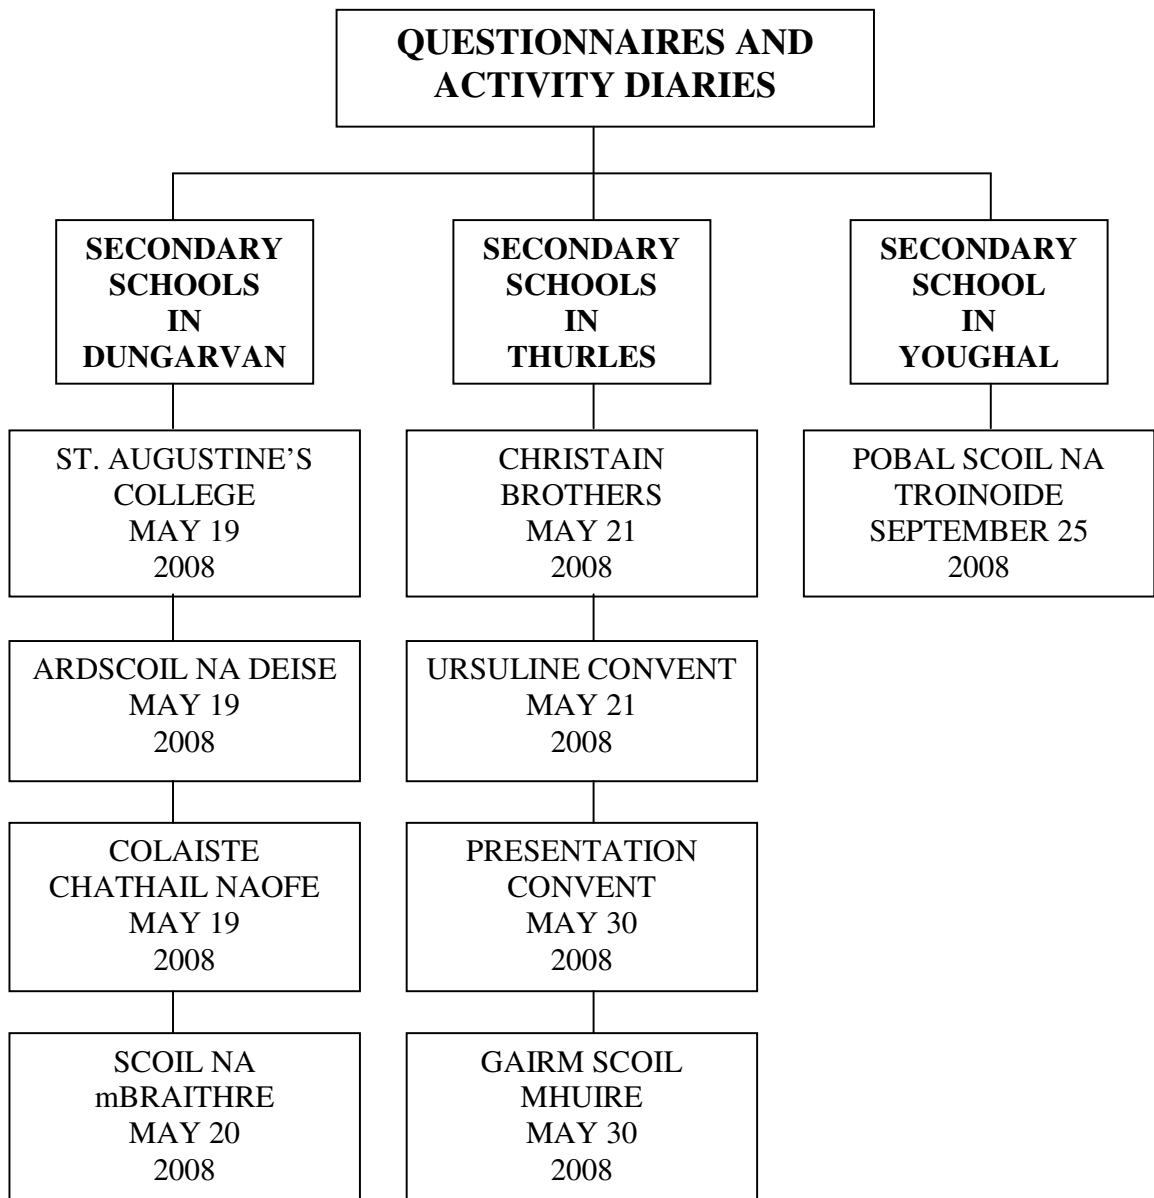 QUESTIONNAIRES AND
ACTIVITY DIARIES
SECONDARY
SCHOOLS
IN
DUNGARVAN
SECONDARY
SCHOOLS
IN
THURLES
SECONDARY
SCHOOL
IN
YOUGHAL
ST. AUGUSTINE’S
COLLEGE
MAY 19
2008
CHRISTAIN
BROTHERS
MAY 21
2008
POBAL SCOIL NA
TROINOIDE
SEPTEMBER 25
2008
ARDSCOIL NA DEISE
MAY 19
2008
URSULINE CONVENT
MAY 21
2008
COLAISTE
CHATHAIL NAOFE
MAY 19
2008
PRESENTATION
CONVENT
MAY 30
2008
SCOIL NA
mBRAITHRE
MAY 20
2008
GAIRM SCOIL
MHUIRE
MAY 30
2008